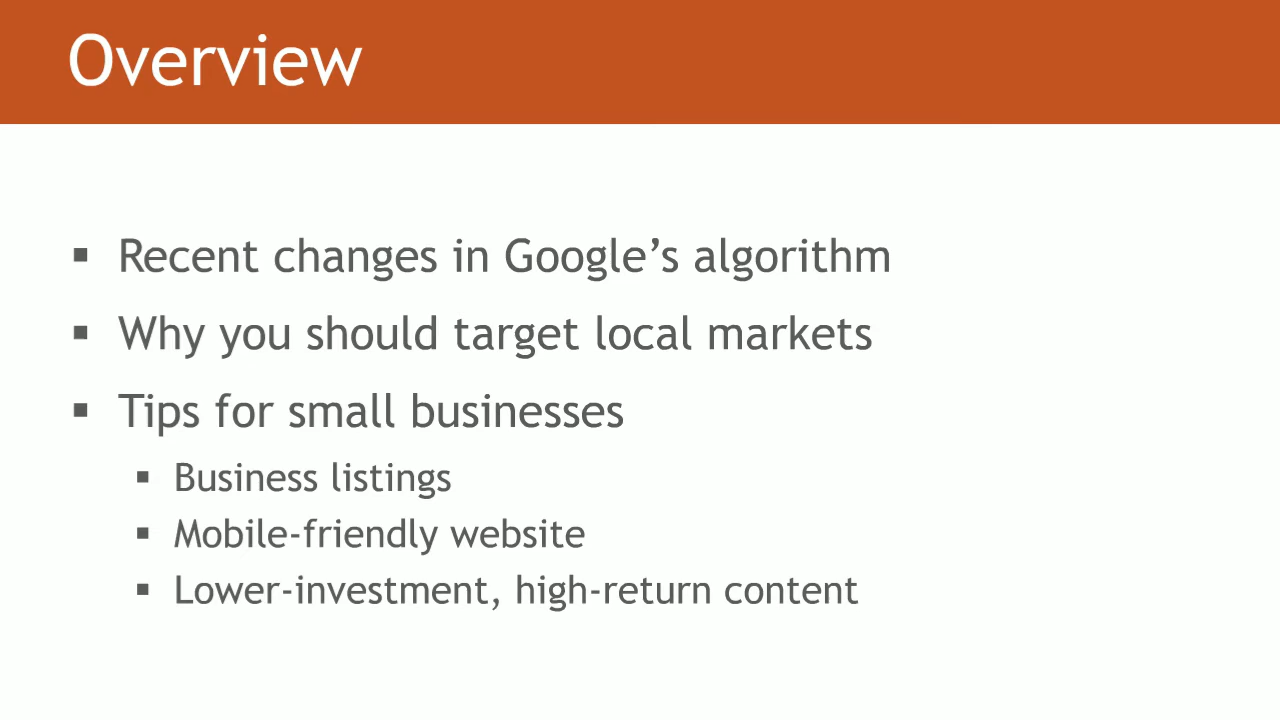 Overview
▪ Recent changes in Google’s algorithm
▪ Why you should target local markets
▪ Tips for small businesses
▪ Business listings
▪ Mobile-friendly website
▪ Lower-investment, high-return content